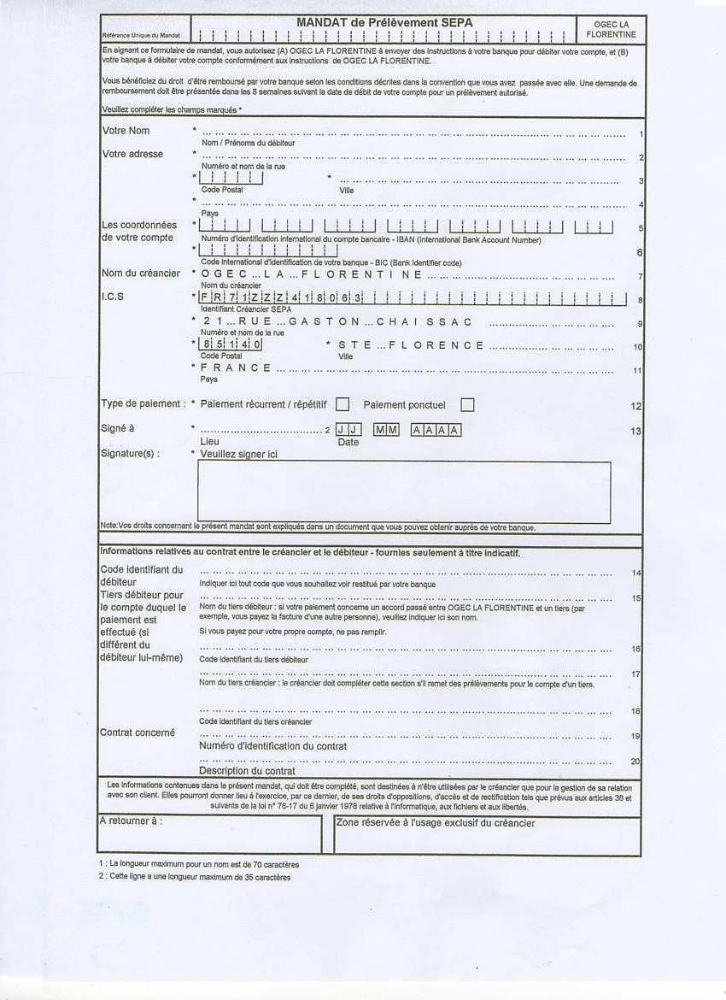 MANDAT de Prélèvement SEPA
Référence Unique du Mandat
OGEC LA
FLORENTINE
En signant ce formulaire de mandat, vous autorisez (A) OGEC LA FLORENTINE à envoyer des instructions à votre banque pour débiter votre compte, et (B)
votre banque à débiter votre compte conformément aux instructions de OGEC LA FLORENTINE.
Vous bénéficiez du droit d'être remboursé par votre banque selon les conditions décrites dans la convention que vous avez passée avec elle. Une demande de
remboursement doit être présentée dans les 8 semaines suivant la date de débit de votre compte pour un prélèvement autorisé.
Veuillez compléter les champs marqués *
Votre Nom * 1
Nom / Prénoms du débiteur
Votre adresse * 2
Numéro et nom de la rue
* * 3
Code Postal Ville
* 4
Pays
Les coordonnées * 5
de votre compte Numéro d'identification international du compte bancaire - IBAN (International Bank Account Number)
* 6
Code international d'identification de votre banque - BIC (Bank Identifier code)
Nom du créancier * OGEC LA FLORENTINE 7
Nom du créancier
I.C.S * FR71ZZZ418063 8
Identifiant Créancier SEPA
* 21 RUE GASTON CHAISSAC 9
Numéro et nom de la rue
* 85140 * STE FLORENCE 10
Code Postal Ville
* FRANCE 11
Pays
Type de paiement : * Paiement récurrent / répétitif Paiement ponctuel 12
Signé à * 2 JJ MM AAAA 13
Lieu Date
Signature(s) : * Veuillez signer ici
Note:Vos droits concernant le présent mandat sont expliqués dans un document que vous pouvez obtenir auprès de votre banque.
Informations relatives au contrat entre le créancier et le débiteur - fournies seulement à titre indicatif.
Code identifiant du 14
débiteur Indiquer ici tout code que vous souhaitez voir restitué par votre banque
Tiers débiteur pour 15
le compte duquel le Nom du tiers débiteur : si votre paiement concerne un accord passé entre OGEC LA FLORENTINE et un tiers (par
paiement est exemple, vous payez la facture d'une autre personne), veuillez indiquer ici son nom.
effectué (si Si vous payez pour votre propre compte, ne pas remplir.
différent du 16
débiteur lui-même) Code identifiant du tiers débiteur
17
Nom du tiers créancier : le créancier doit compléter cette section s'il remet des prélèvements pour le compte d'un tiers.
18
Code identifiant du tiers créancier
Contrat concerné 19
Numéro d'identification du contrat
20
Description du contrat
Les informations contenues dans le présent mandat, qui doit être complété, sont destinées à n'être utilisées par le créancier que pour la gestion de sa relation
avec son client. Elles pourront donner lieu à l'exercice, par ce dernier, de ses droits d'oppositions, d'accès et de rectification tels que prévus aux articles 38 et
suivants de la loi n° 78-17 du 6 janvier 1978 relative à l'informatique, aux fichiers et aux libertés.
A retourner à :
Zone réservée à l'usage exclusif du créancier
1 : La longueur maximum pour un nom est de 70 caractères
2 : Cette ligne a une longueur maximum de 35 caractères